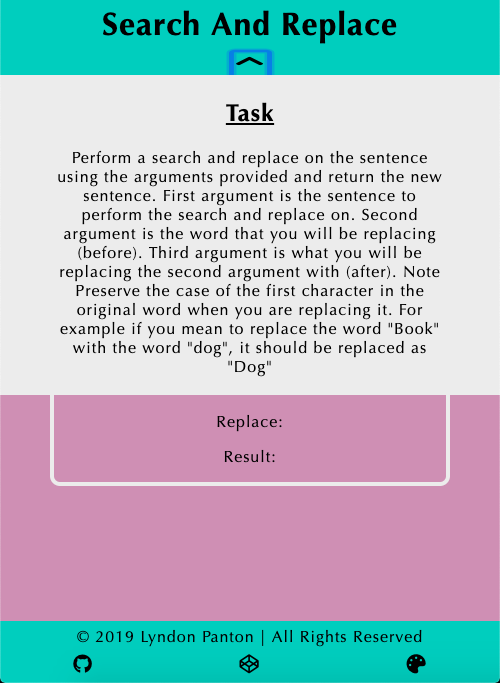 Search And Replace
Task
Perform a search and replace on the sentence
using the arguments provided and return the new
sentence. First argument is the sentence to
perform the search and replace on. Second
argument is the word that you will be replacing
(before). Third argument is what you will be
replacing the second argument with (after). Note
Preserve the case of the first character in the
original word when you are replacing it. For
example if you mean to replace the word "Book"
with the word "dog", it should be replaced as
"Dog"
Replace:
Result:
© 2019 Lyndon Panton | All Rights Reserved